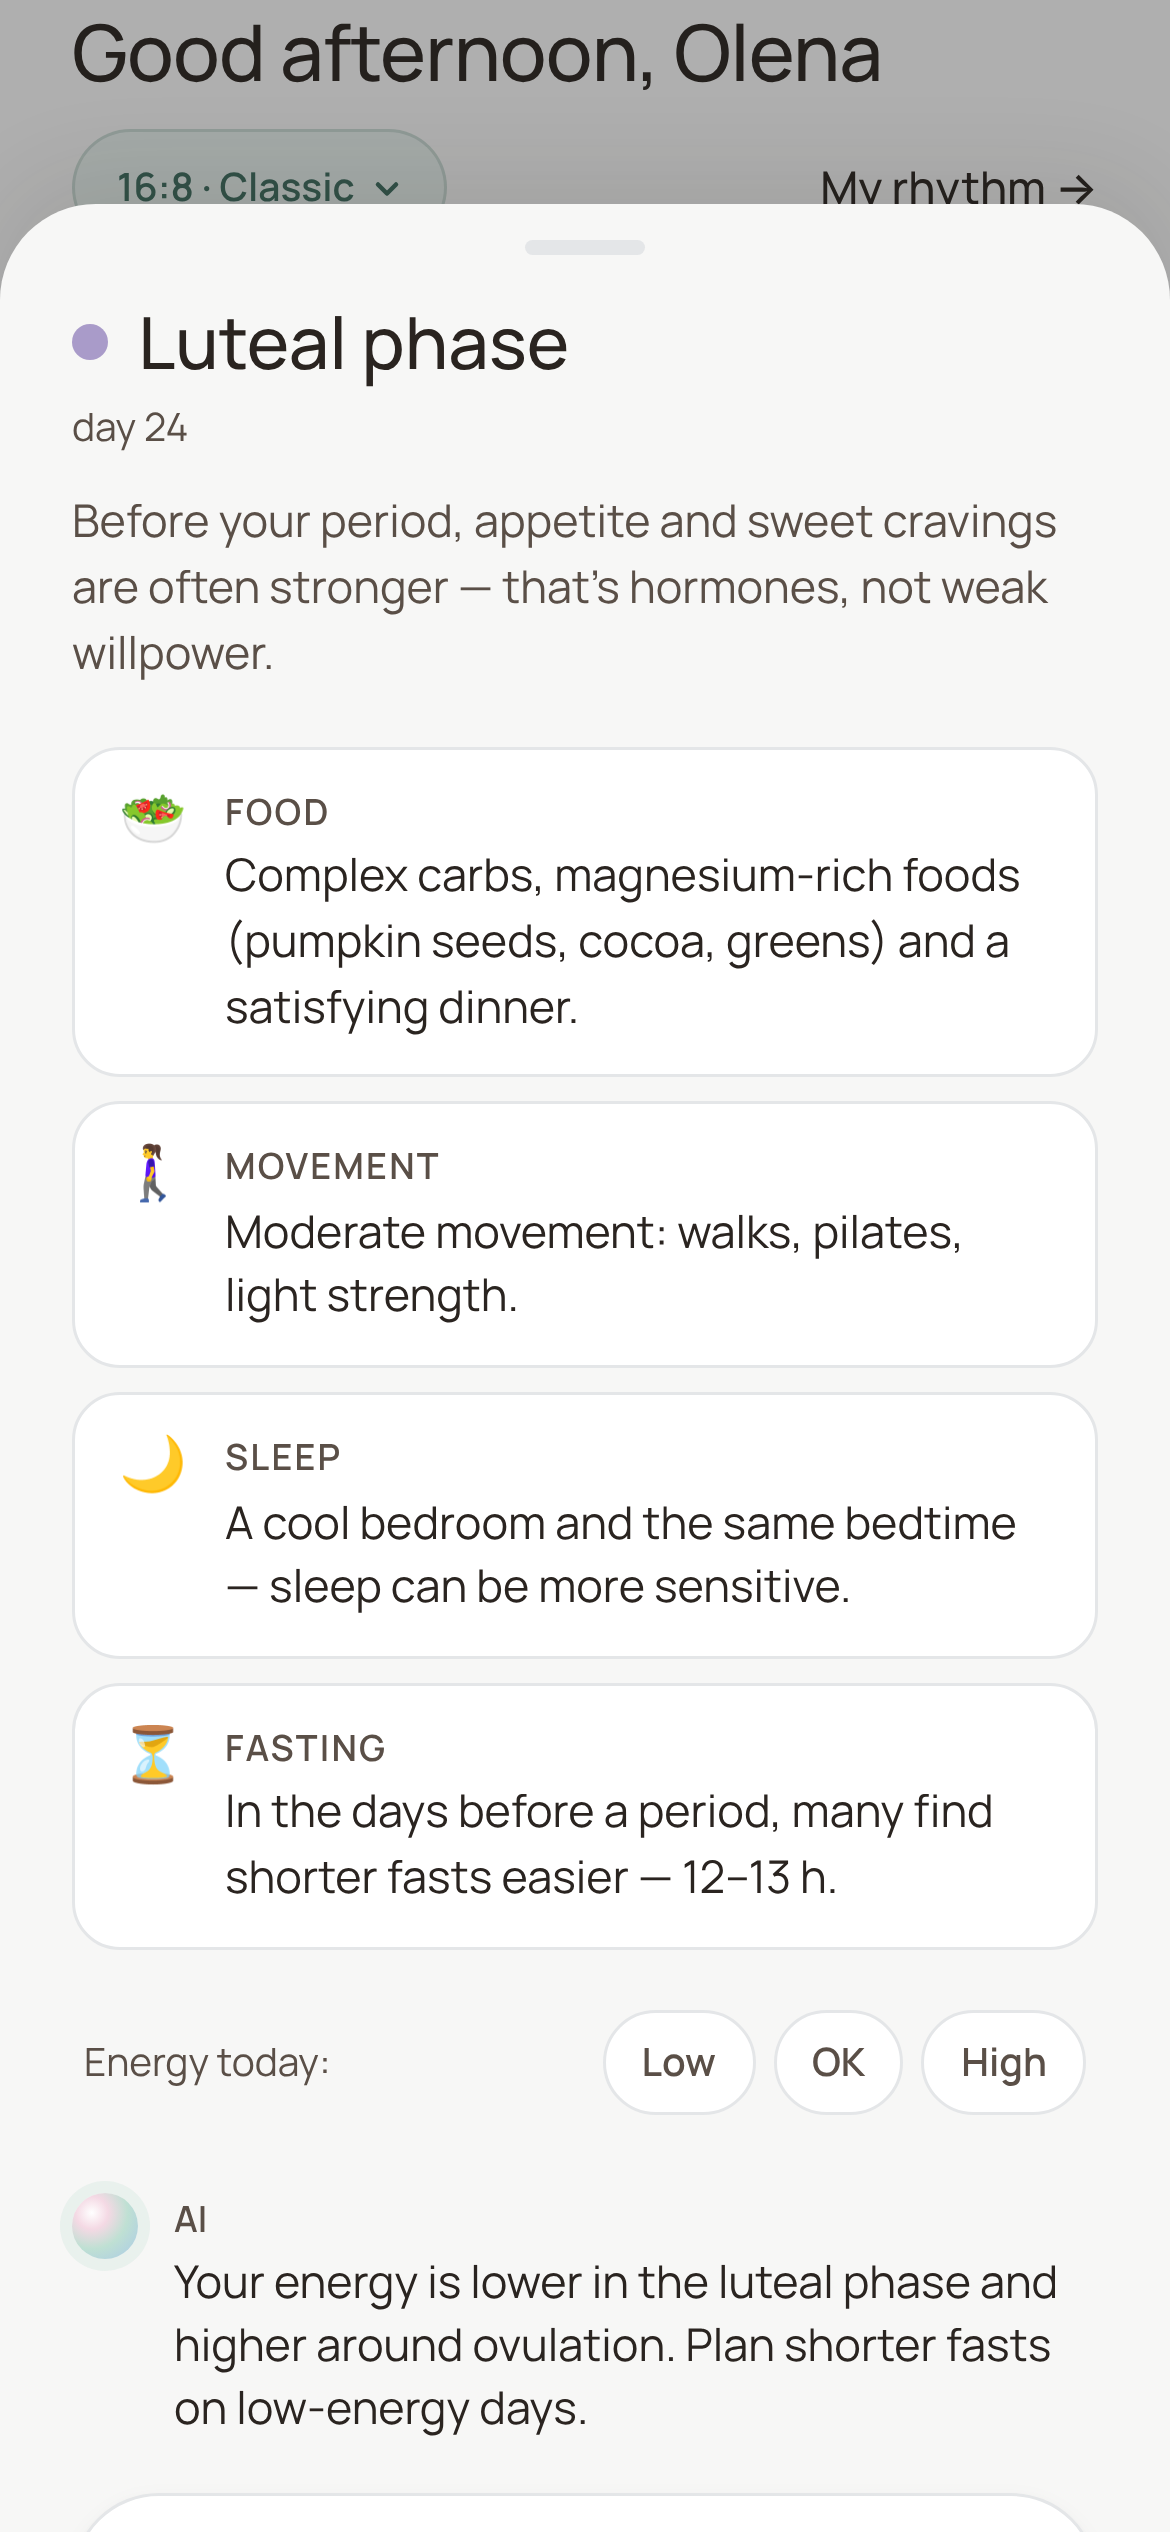 Good afternoon, Olena
16:8 · Classic
My rhythm →
Luteal phase
day 24
Before your period, appetite and sweet cravings
are often stronger — that’s hormones, not weak
willpower.
FOOD
Complex carbs, magnesium-rich foods
(pumpkin seeds, cocoa, greens) and a
satisfying dinner.
MOVEMENT
Moderate movement: walks, pilates,
light strength.
SLEEP
A cool bedroom and the same bedtime
— sleep can be more sensitive.
FASTING
In the days before a period, many find
shorter fasts easier — 12–13 h.
Energy today:
Low
OK
High
AI
Your energy is lower in the luteal phase and
higher around ovulation. Plan shorter fasts
on low-energy days.